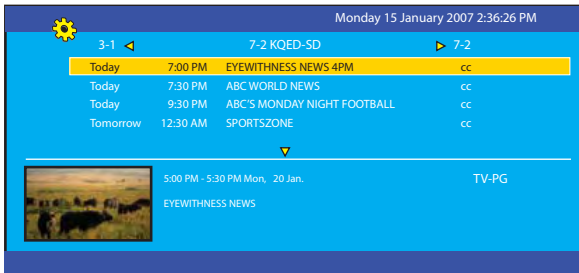 Monday 15 January 2007 2:36:26 PM
3-1 7-2 KQED-SD 7-2
Today 7:00 PM EYEWITHNESS NEWS 4PM cc
Today 7:30 PM ABC WORLD NEWS cc
Today 9:30 PM ABC'S MONDAY NIGHT FOOTBALL cc
Tomorrow 12:30 AM SPORTSZONE cc
5:00 PM - 5:30 PM Mon, 20 Jan. TV-PG
EYEWITHNESS NEWS